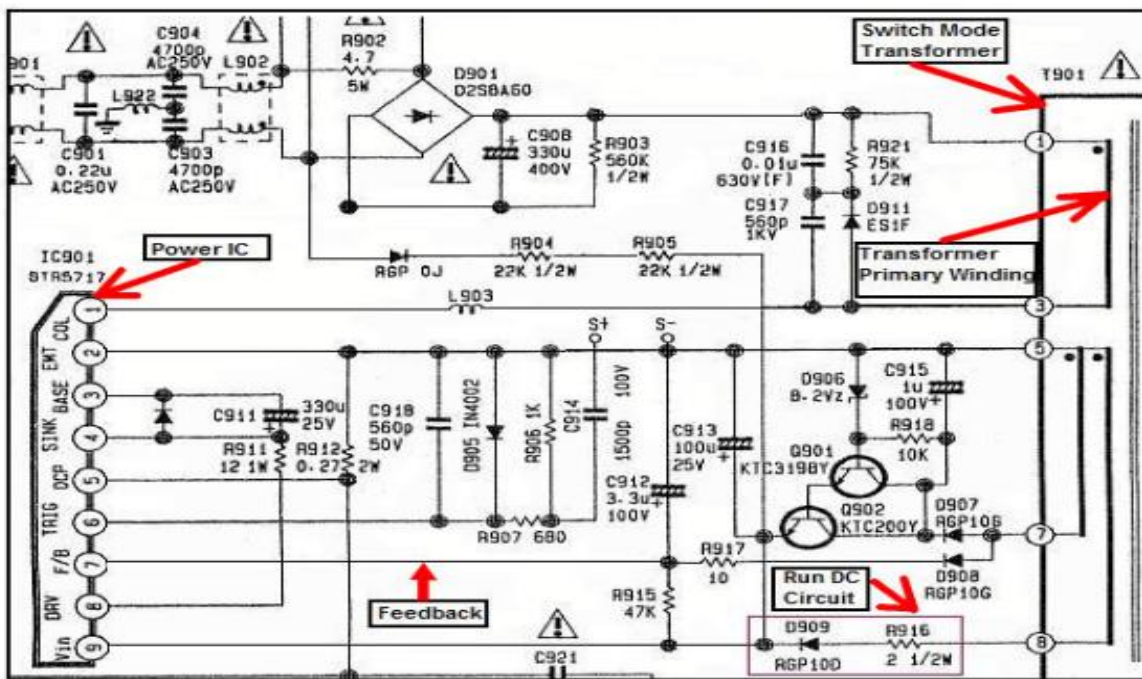 C904
4700p
AC250V
L902
R902
4.7
5W
D901
D2SBA60
L922
C901
0.22u
AC250V
C903
4700p
AC250V
C908
330u
400V
R903
560K
1/2W
C916
0.01u
630V(F)
R921
75K
1/2W
C917
560p
1KV
D911
ES1F
Switch Mode
Transformer
T901
1
Transformer
Primary Winding
3
Power IC
IC901
STR5717
R904
22K 1/2W
R905
22K 1/2W
RGP
L903
1
COL
2
EMT
3
BASE
4
SINK
5
OCP
6
TRIG
7
F/B
8
DRV
9
Vin
C911
330u
25V
R911
12 1W
R912
0.27 2W
C918
560p
50V
D905 IN4002
R906 1K
C914
1500p 100V
S+
S-
C912
3.3u
100V
R907 680
C913
100u
25V
D906
8.2Vz
C915
1u
100V
R918
10K
Q901
KTC3198Y
Q902
KTC200Y
D907
RGP10G
D908
RGP10G
5
7
8
R917
10
R915
47K
Feedback
Run DC
Circuit
D909
RGP10D
R916
2 1/2W
C921